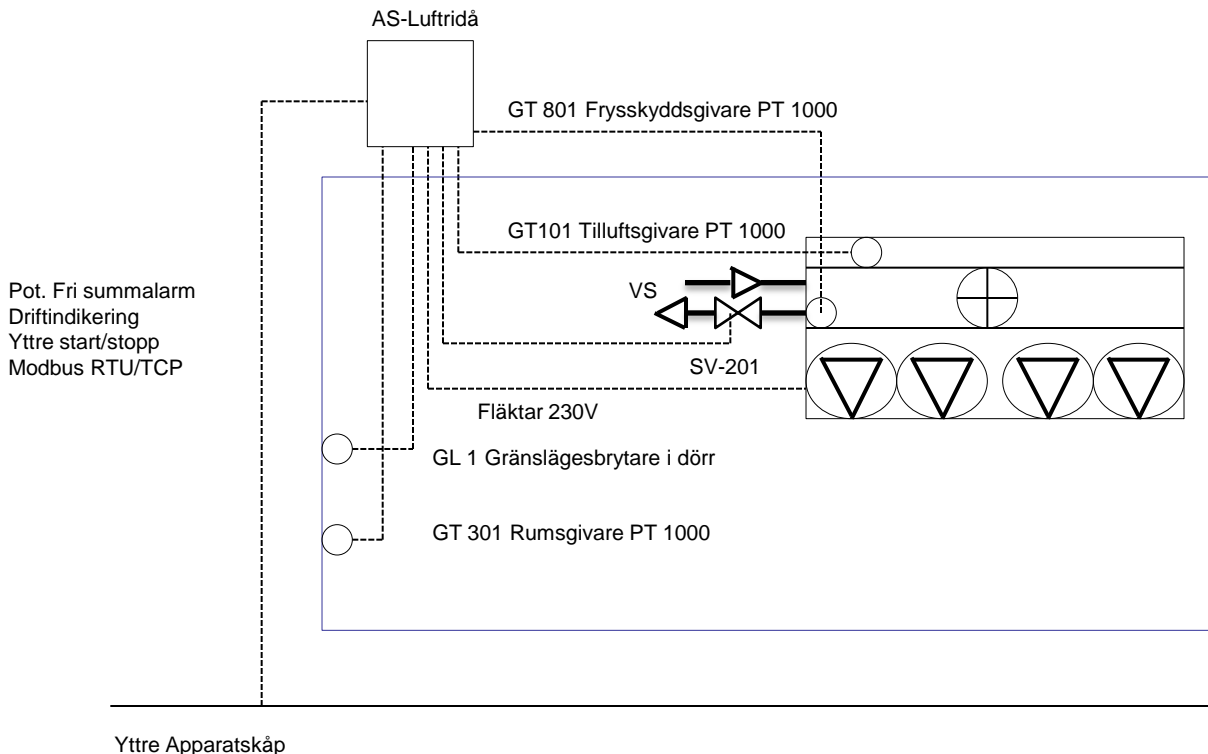 AS-Luftridå
GT 801 Frysskyddsgivare PT 1000
GT101 Tilluftsgivare PT 1000
Pot. Fri summalarm
Driftindikering
Yttre start/stopp
Modbus RTU/TCP
VS
SV-201
Fläktar 230V
GL 1 Gränslägesbrytare i dörr
GT 301 Rumsgivare PT 1000
Yttre Apparatskåp